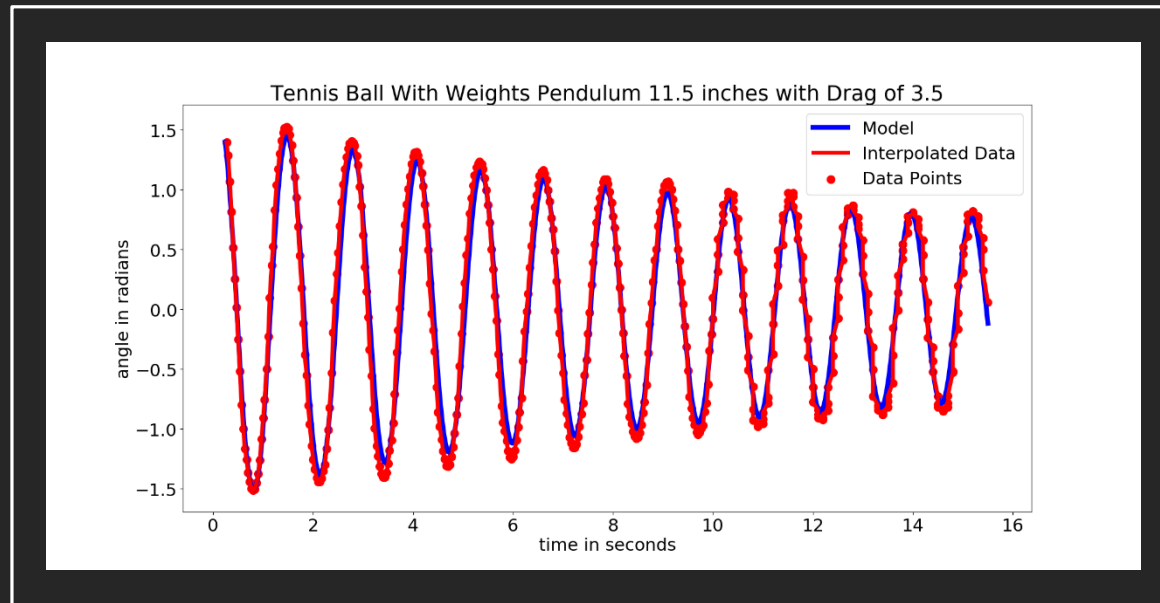 Tennis Ball With Weights Pendulum 11.5 inches with Drag of 3.5
Model
Interpolated Data
Data Points
angle in radians
1.5
1.0
0.5
0.0
−0.5
−1.0
−1.5
0 2 4 6 8 10 12 14 16
time in seconds